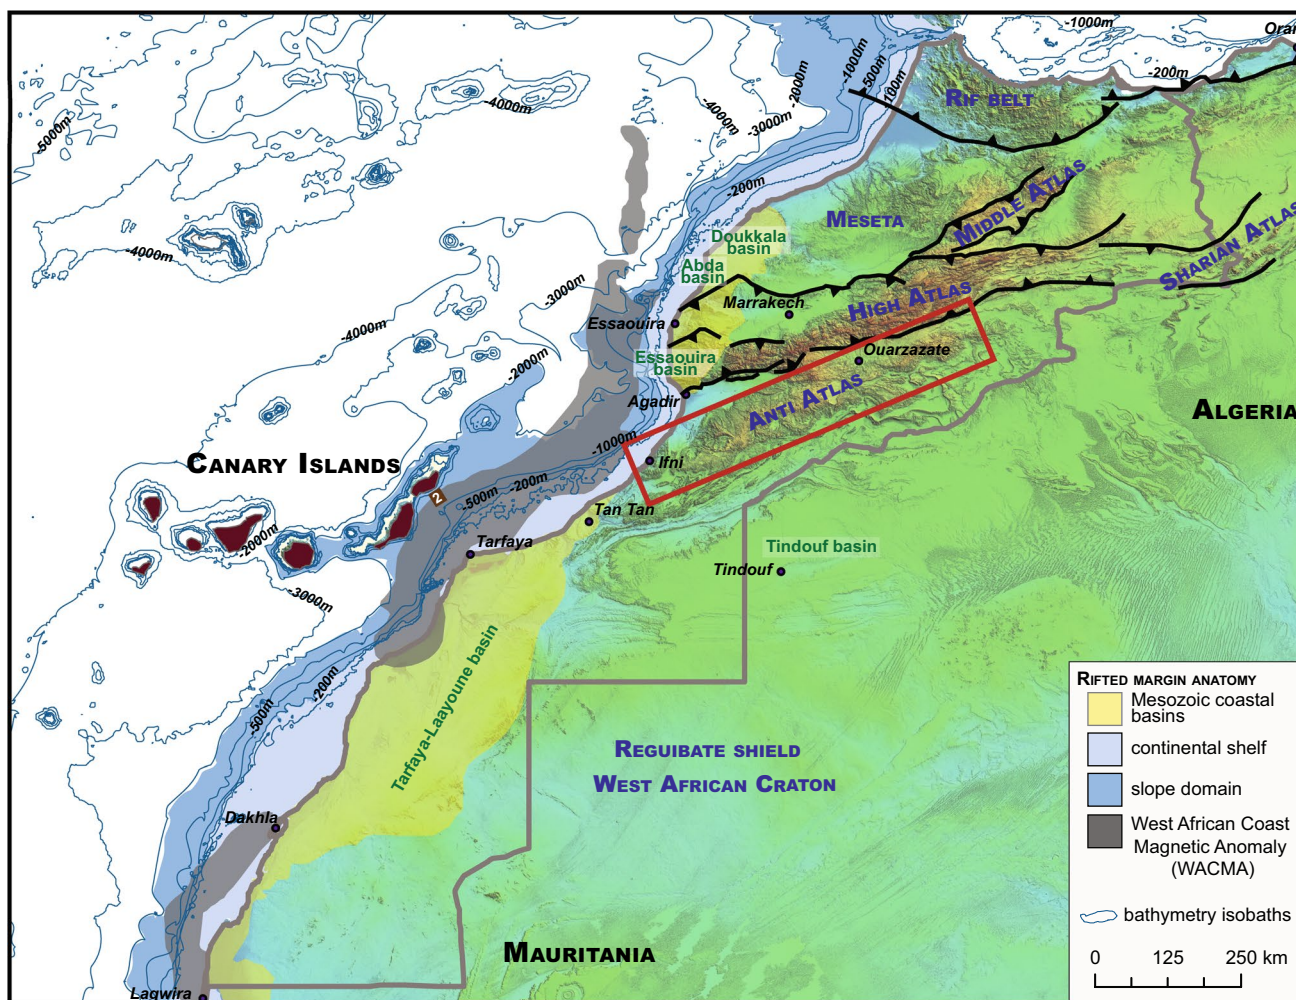 -1000m
Oran
-200m
-1000m
-500m
-100m
-2000m
-4000m
-4000m
-3000m
-5000m
RIF BELT
-200m
MIDDLE ATLAS
MESETA
SHARIAN ATLAS
Doukkala
basin
Abda
basin
-4000m
-3000m
Marrakech
HIGH ATLAS
Essaouira
-4000m
Ouarzazate
Essaouira
basin
-2000m
Agadir
ANTI ATLAS
ALGERIA
-1000m
CANARY ISLANDS
Ifni
-200m
-500m
2
Tan Tan
-2000m
Tarfaya
Tindouf basin
Tindouf
-3000m
-200m
-500m
Tarfaya-Laayoune basin
REGUIBATE SHIELD
WEST AFRICAN CRATON
Dakhla
MAURITANIA
Lagwira
RIFTED MARGIN ANATOMY
Mesozoic coastal
basins
continental shelf
slope domain
West African Coast
Magnetic Anomaly
(WACMA)
bathymetry isobaths
0 125 250 km